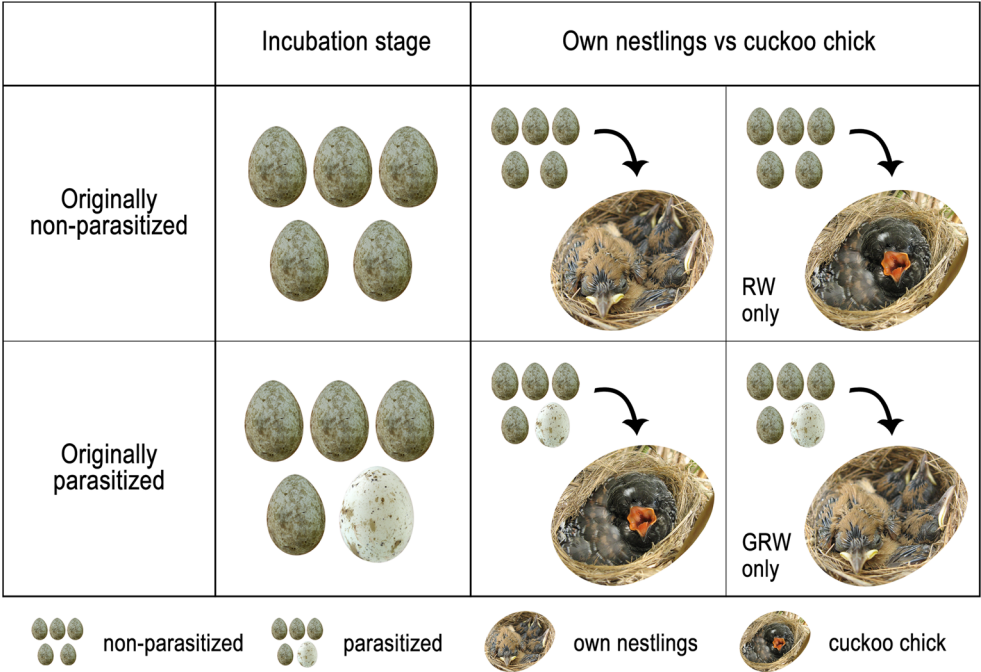 Incubation stage
Own nestlings vs cuckoo chick
Originally
non-parasitized
RW
only
Originally
parasitized
GRW
only
non-parasitized
parasitized
own nestlings
cuckoo chick